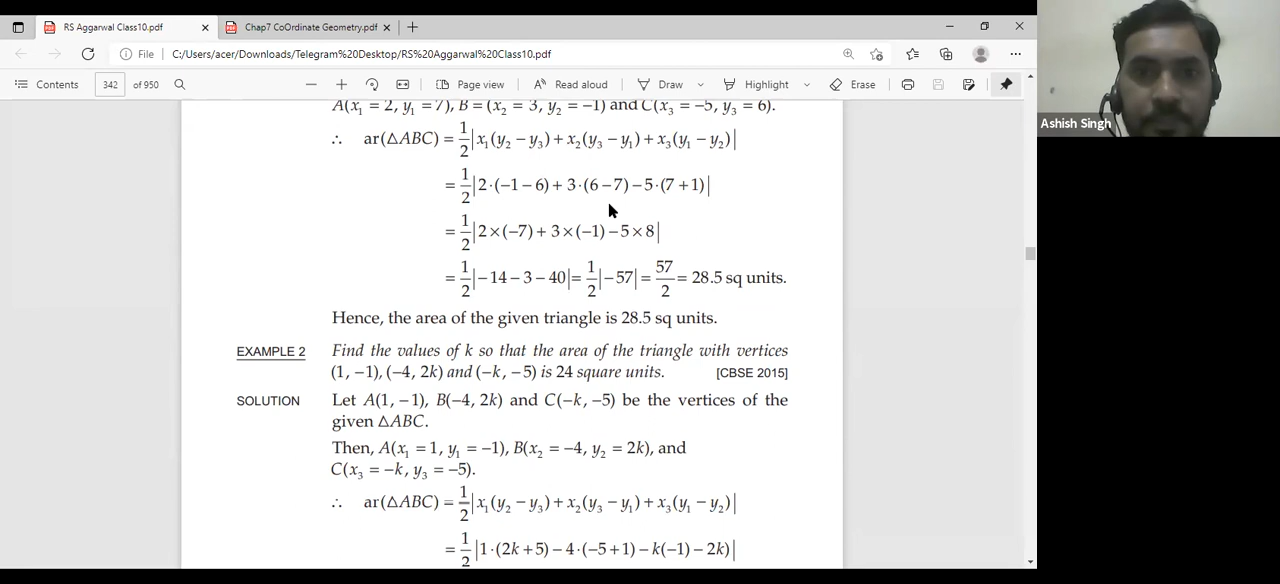 RS Aggarwal Class10.pdf
Chap7 CoOrdinate Geometry.pdf
File
C:/Users/acer/Downloads/Telegram%20Desktop/RS%20Aggarwal%20Class10.pdf
Contents
342
of 950
Page view
Read aloud
Draw
Highlight
Erase
Ashish Singh
A(x₁ = 2, y₁ = 7), B = (x₂ = 3, y₂ = −1) and C(x₃ = −5, y₃ = 6).
∴ ar(△ABC) = 1/2|x₁(y₂ − y₃) + x₂(y₃ − y₁) + x₃(y₁ − y₂)|
= 1/2|2·(−1 − 6) + 3·(6 − 7) − 5·(7 + 1)|
= 1/2|2 × (−7) + 3 × (−1) − 5 × 8|
= 1/2|−14 − 3 − 40| = 1/2|−57| = 57/2 = 28.5 sq units.
Hence, the area of the given triangle is 28.5 sq units.
EXAMPLE 2 Find the values of k so that the area of the triangle with vertices
(1, −1), (−4, 2k) and (−k, −5) is 24 square units. [CBSE 2015]
SOLUTION Let A(1, −1), B(−4, 2k) and C(−k, −5) be the vertices of the
given △ABC.
Then, A(x₁ = 1, y₁ = −1), B(x₂ = −4, y₂ = 2k), and
C(x₃ = −k, y₃ = −5).
∴ ar(△ABC) = 1/2|x₁(y₂ − y₃) + x₂(y₃ − y₁) + x₃(y₁ − y₂)|
= 1/2|1·(2k + 5) − 4·(−5 + 1) − k(−1) − 2k)|